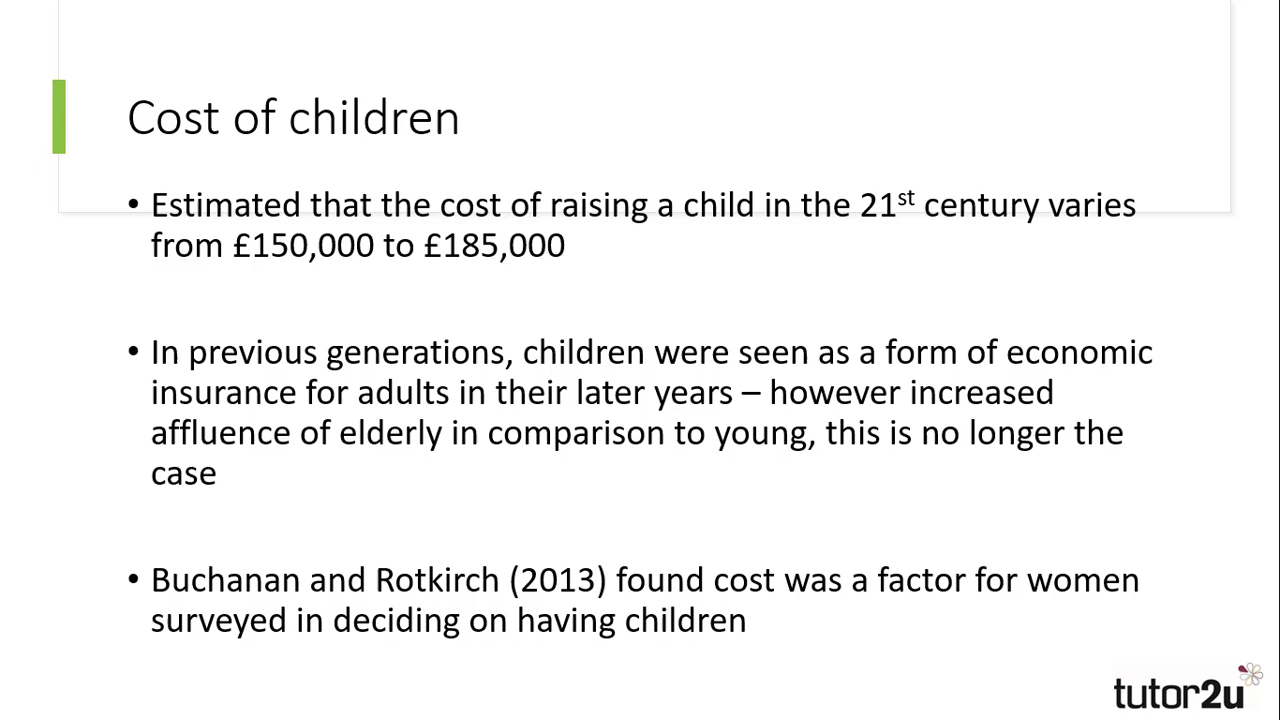 Cost of children
• Estimated that the cost of raising a child in the 21st century varies
from £150,000 to £185,000
• In previous generations, children were seen as a form of economic
insurance for adults in their later years – however increased
affluence of elderly in comparison to young, this is no longer the
case
• Buchanan and Rotkirch (2013) found cost was a factor for women
surveyed in deciding on having children
tutor2u